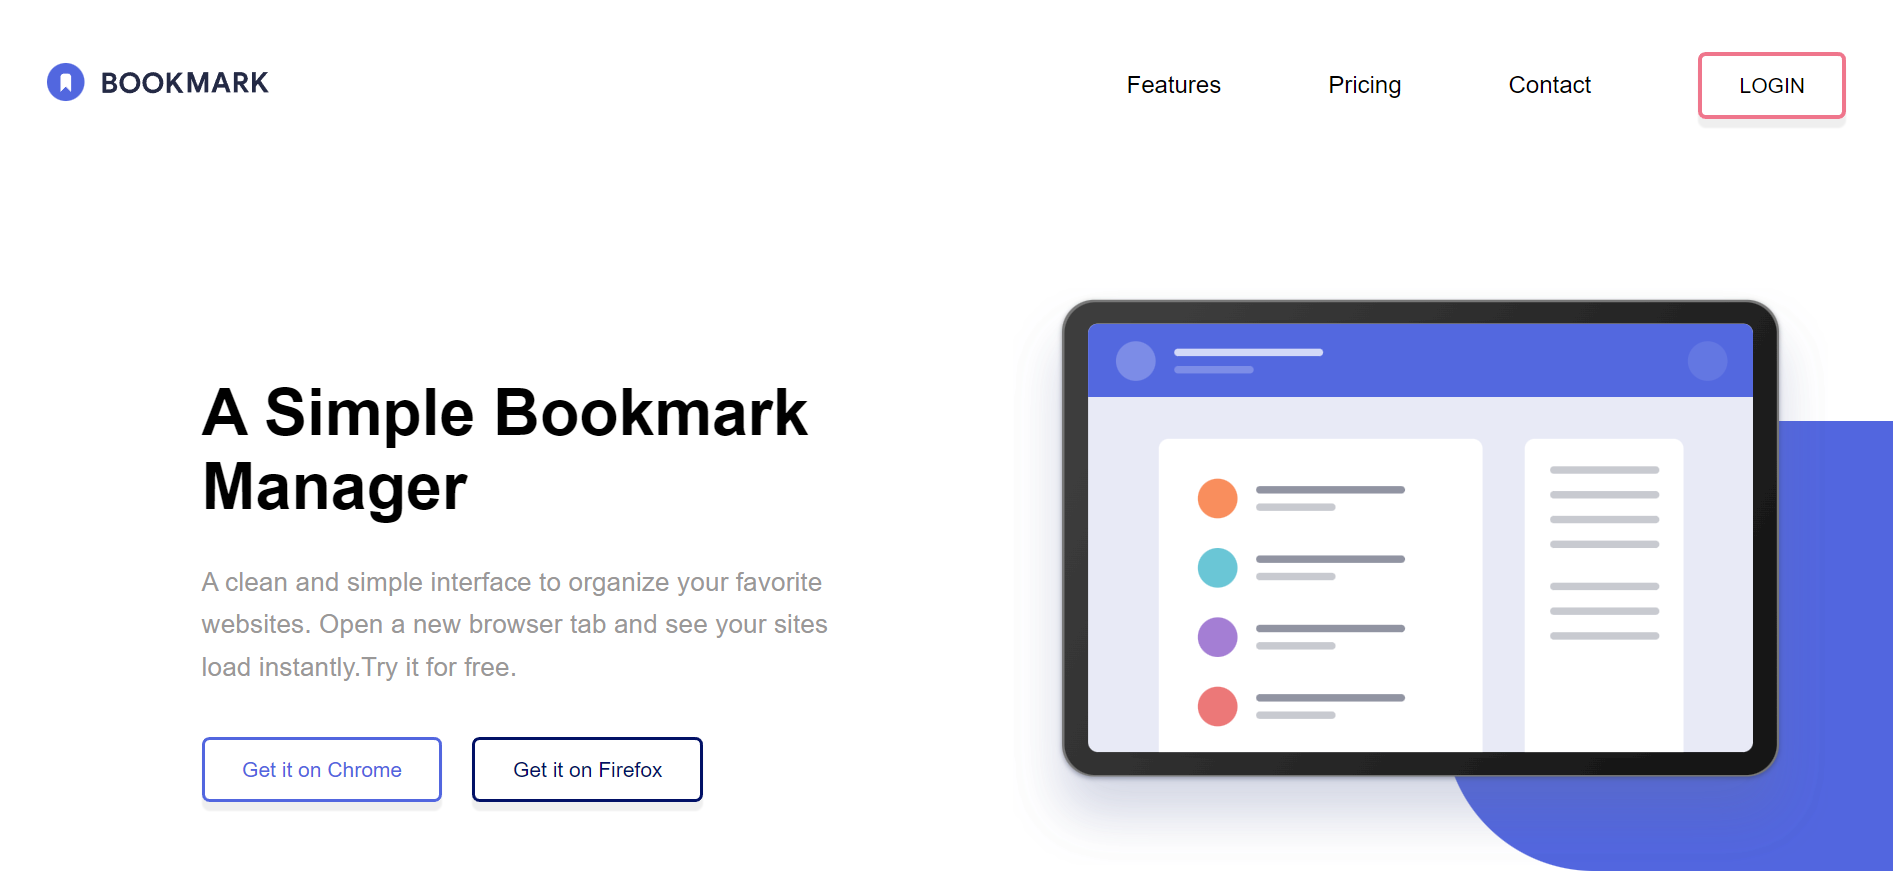 BOOKMARK
Features
Pricing
Contact
LOGIN
A Simple Bookmark
Manager
A clean and simple interface to organize your favorite
websites. Open a new browser tab and see your sites
load instantly.Try it for free.
Get it on Chrome
Get it on Firefox